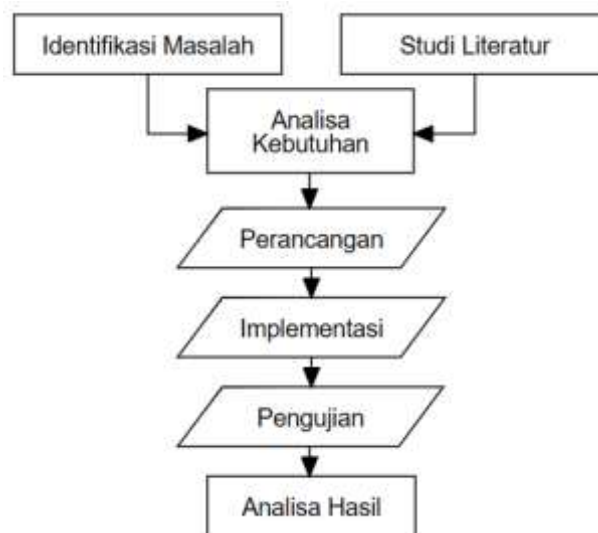 Identifikasi Masalah
Studi Literatur
Analisa
Kebutuhan
Perancangan
Implementasi
Pengujian
Analisa Hasil